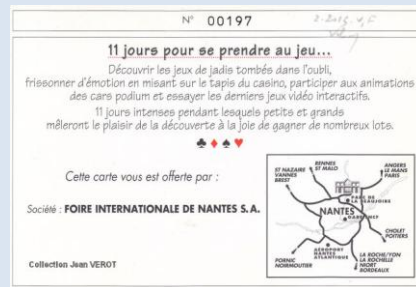 N° 00197
11 jours pour se prendre au jeu...
Découvrir les jeux de jadis tombés dans l'oubli,
frissonner d'émotion en misant sur le tapis du casino, participer aux animations
des cars podium et essayer les derniers jeux vidéo interactifs.
11 jours intenses pendant lesquels petits et grands
mêleront le plaisir de la découverte à la joie de gagner de nombreux lots.
Cette carte vous est offerte par :
Société : FOIRE INTERNATIONALE DE NANTES S.A.
Collection Jean VEROT
ST NAZAIRE
VANNES
BREST
RENNES
ST MALO
ANGERS
LE MANS
PARIS
PARC DE
LA BEAUJOIRE
NANTES
CHOLET
POITIERS
AÉROPORT
NANTES
ATLANTIQUE
PORNIC
NOIRMOUTIER
LA ROCHE/YON
LA ROCHELLE
NIORT
BORDEAUX